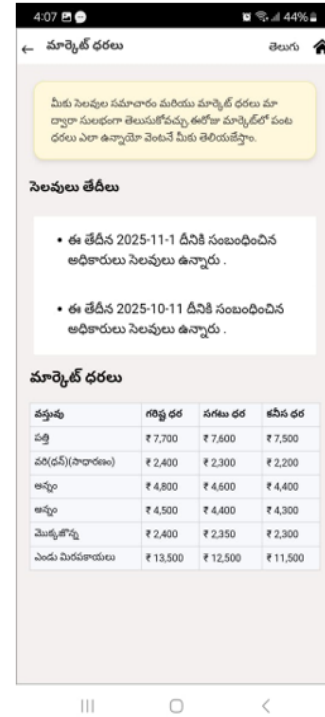 4:07 44%
← మార్కెట్ ధరలు తెలుగు
మీకు సెలవుల సమాచారం మరియు మార్కెట్ ధరలు మా
ద్వారా సులభంగా తెలుసుకోవచ్చు.ఈరోజు మార్కెట్‌లో పంట
ధరలు ఎలా ఉన్నాయో వెంటనే మీకు తెలియజేస్తాం.
సెలవులు తేదీలు
• ఈ తేదీన 2025-11-1 దీనికి సంబంధించిన
అధికారులు సెలవులు ఉన్నారు .
• ఈ తేదీన 2025-10-11 దీనికి సంబంధించిన
అధికారులు సెలవులు ఉన్నారు .
మార్కెట్ ధరలు
వస్తువు గరిష్ట ధర సగటు ధర కనీస ధర
పత్తి ₹ 7,700 ₹ 7,600 ₹ 7,500
వరి(ధన్)(సాధారణం) ₹ 2,400 ₹ 2,300 ₹ 2,200
అన్నం ₹ 4,800 ₹ 4,600 ₹ 4,400
అన్నం ₹ 4,500 ₹ 4,400 ₹ 4,300
మొక్కజొన్న ₹ 2,400 ₹ 2,350 ₹ 2,300
ఎండు మిరపకాయలు ₹ 13,500 ₹ 12,500 ₹ 11,500